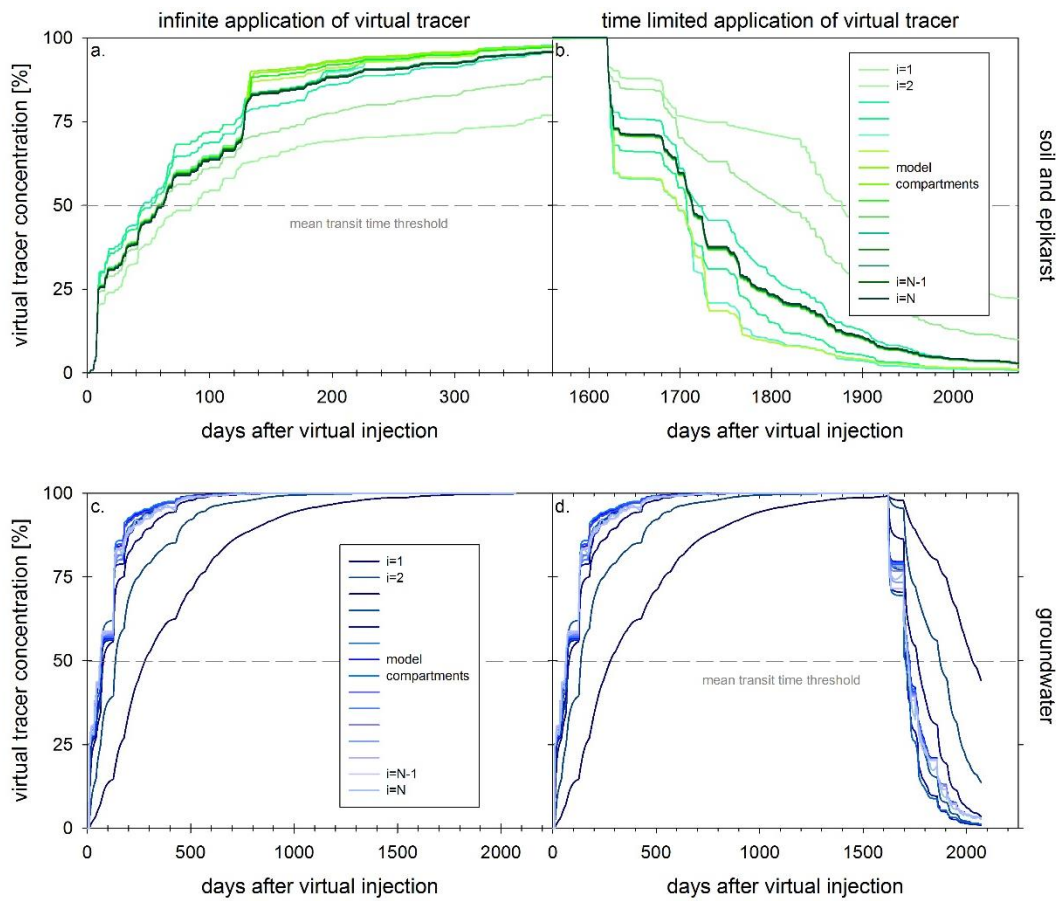 infinite application of virtual tracer
time limited application of virtual tracer
virtual tracer concentration [%]
100
75
50
25
0
a.
mean transit time threshold
0
100
200
300
days after virtual injection
b.
i=1
i=2
model
compartments
i=N-1
i=N
1600
1700
1800
1900
2000
days after virtual injection
soil and epikarst
virtual tracer concentration [%]
100
75
50
25
0
c.
i=1
i=2
model
compartments
i=N-1
i=N
0
500
1000
1500
2000
days after virtual injection
d.
mean transit time threshold
0
500
1000
1500
2000
days after virtual injection
groundwater